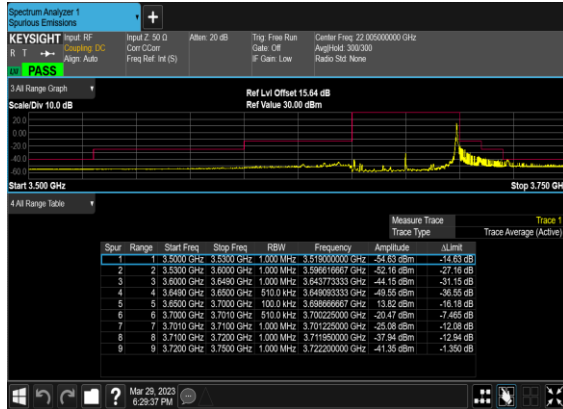 Spectrum Analyzer 1
Spurious Emissions
+
KEYSIGHT Input: RF Input Z: 50 Ω Atten: 20 dB Trig: Free Run Center Freq: 22.005000000 GHz
R T Coupling: DC Corr CCorr Gate: Off Avg|Hold: 300/300
Align: Auto Freq Ref: Int (S) IF Gain: Low Radio Std: None
PASS
3 All Range Graph
Ref Lvl Offset 15.64 dB
Scale/Div 10.0 dB Ref Value 30.00 dBm
20.0
0.00
-20.0
-40.0
-60.0
Start 3.500 GHz Stop 3.750 GH
4 All Range Table
Measure Trace Trace 1
Trace Type Trace Average (Active)
Spur Range Start Freq Stop Freq RBW Frequency Amplitude ΔLimit
1 1 3.5000 GHz 3.5300 GHz 1.000 MHz 3.519000000 GHz -54.63 dBm -14.63 dB
2 2 3.5300 GHz 3.6000 GHz 1.000 MHz 3.596616667 GHz -52.16 dBm -27.16 dB
3 3 3.6000 GHz 3.6490 GHz 1.000 MHz 3.643773333 GHz -44.15 dBm -31.15 dB
4 4 3.6490 GHz 3.6500 GHz 510.0 kHz 3.649093333 GHz -49.55 dBm -36.55 dB
5 5 3.6500 GHz 3.7000 GHz 100.0 kHz 3.698666667 GHz 13.82 dBm -16.18 dB
6 6 3.7000 GHz 3.7010 GHz 510.0 kHz 3.700225000 GHz -20.47 dBm -7.465 dB
7 7 3.7010 GHz 3.7100 GHz 1.000 MHz 3.701225000 GHz -25.08 dBm -12.08 dB
8 8 3.7100 GHz 3.7200 GHz 1.000 MHz 3.711950000 GHz -37.94 dBm -12.94 dB
9 9 3.7200 GHz 3.7500 GHz 1.000 MHz 3.722200000 GHz -41.35 dBm -1.350 dB
? Mar 29, 2023
6:29:37 PM